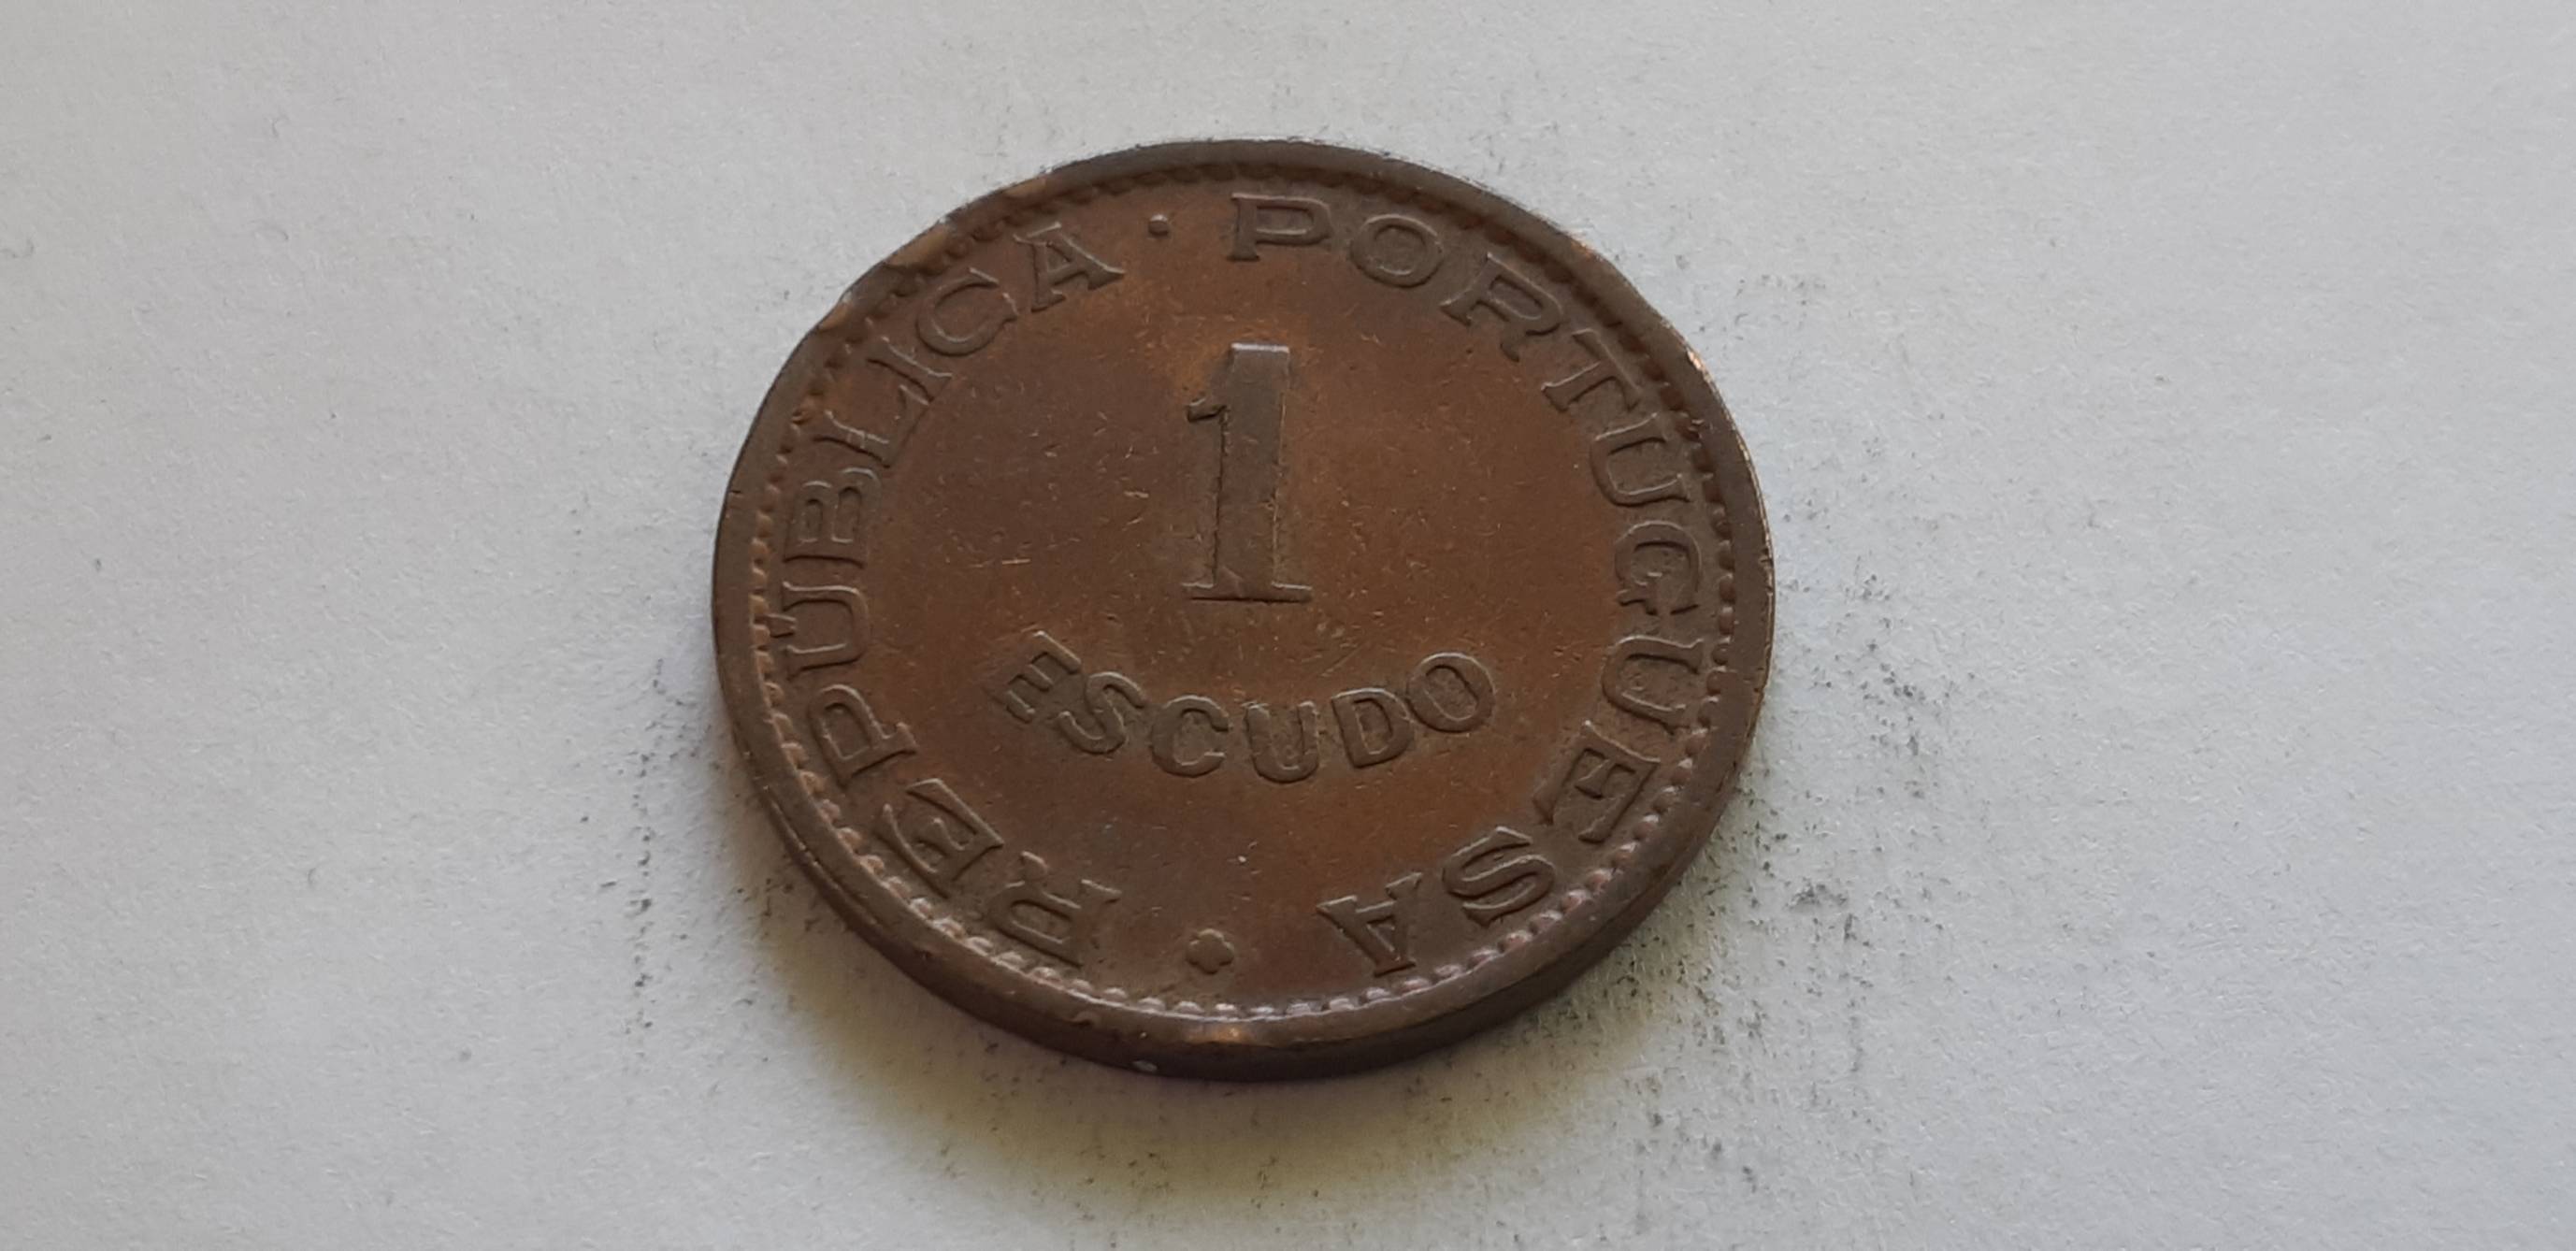 REPÚBLICA · PORTUGUESA
1
ESCUDO